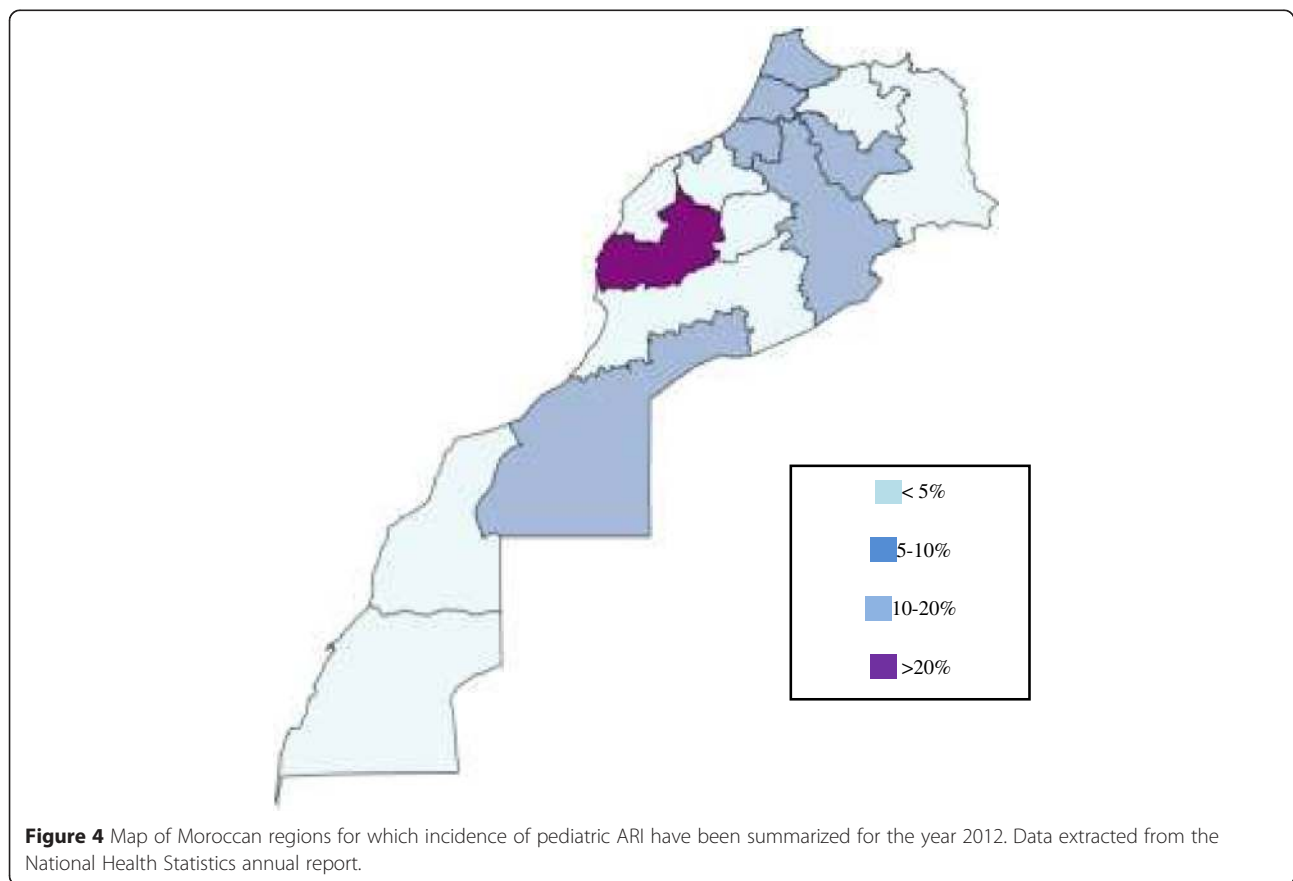 < 5%
5-10%
10-20%
>20%
Figure 4 Map of Moroccan regions for which incidence of pediatric ARI have been summarized for the year 2012. Data extracted from the
National Health Statistics annual report.